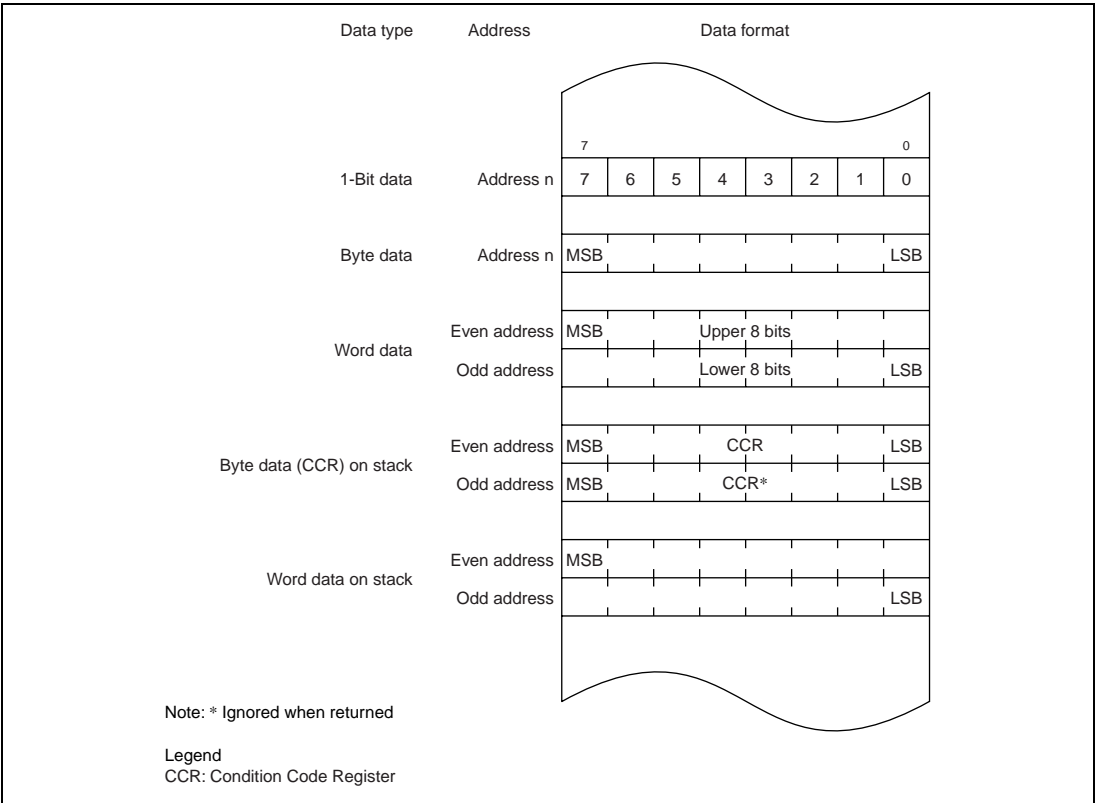 Data type Address Data format
7 0
1-Bit data Address n 7 6 5 4 3 2 1 0
Byte data Address n MSB LSB
Word data
Even address MSB Upper 8 bits
Odd address Lower 8 bits LSB
Byte data (CCR) on stack
Even address MSB CCR LSB
Odd address MSB CCR* LSB
Word data on stack
Even address MSB
Odd address LSB
Note: * Ignored when returned
Legend
CCR: Condition Code Register